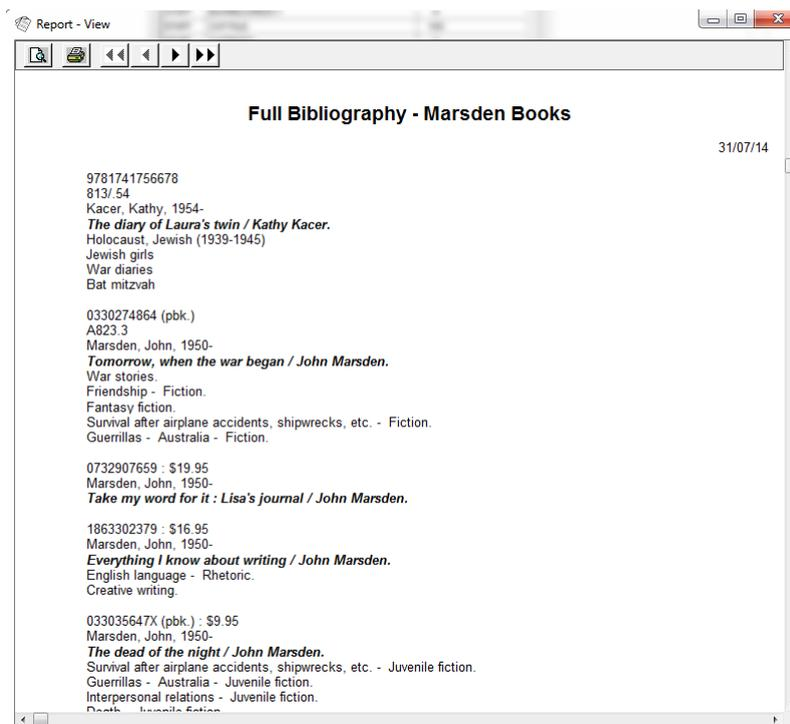 Report - View
Full Bibliography - Marsden Books
31/07/14
9781741756678
813/.54
Kacer, Kathy, 1954-
The diary of Laura's twin / Kathy Kacer.
Holocaust, Jewish (1939-1945)
Jewish girls
War diaries
Bat mitzvah
0330274864 (pbk.)
A823.3
Marsden, John, 1950-
Tomorrow, when the war began / John Marsden.
War stories.
Friendship - Fiction.
Fantasy fiction.
Survival after airplane accidents, shipwrecks, etc. - Fiction.
Guerrillas - Australia - Fiction.
0732907659 : $19.95
Marsden, John, 1950-
Take my word for it : Lisa's journal / John Marsden.
1863302379 : $16.95
Marsden, John, 1950-
Everything I know about writing / John Marsden.
English language - Rhetoric.
Creative writing.
033035647X (pbk.) : $9.95
Marsden, John, 1950-
The dead of the night / John Marsden.
Survival after airplane accidents, shipwrecks, etc. - Juvenile fiction.
Guerrillas - Australia - Juvenile fiction.
Interpersonal relations - Juvenile fiction.
Death - Juvenile fiction.